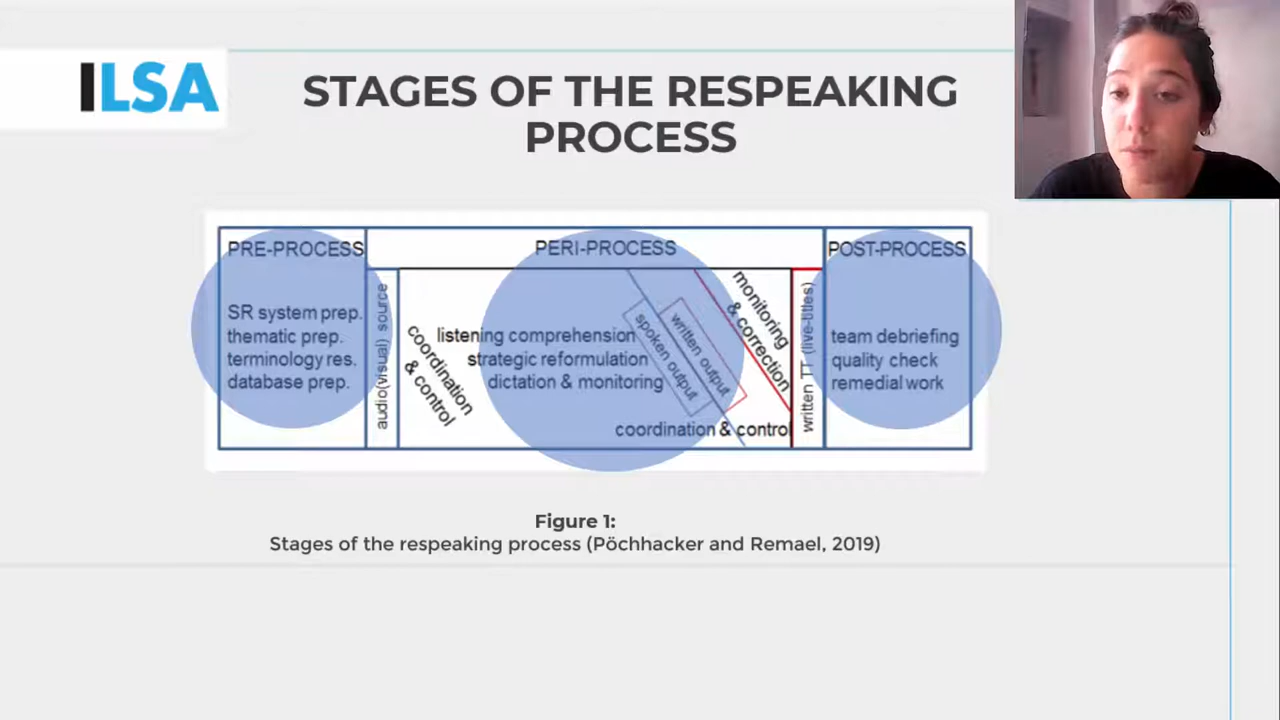 ILSA
STAGES OF THE RESPEAKING
PROCESS
PRE-PROCESS
SR system prep.
thematic prep.
terminology res.
database prep.
audio(visual) source
PERI-PROCESS
coordination
& control
listening comprehension
strategic reformulation
dictation & monitoring
spoken output
written output
monitoring
& correction
coordination & control
written TT (live-titles)
POST-PROCESS
team debriefing
quality check
remedial work
Figure 1:
Stages of the respeaking process (Pöchhacker and Remael, 2019)